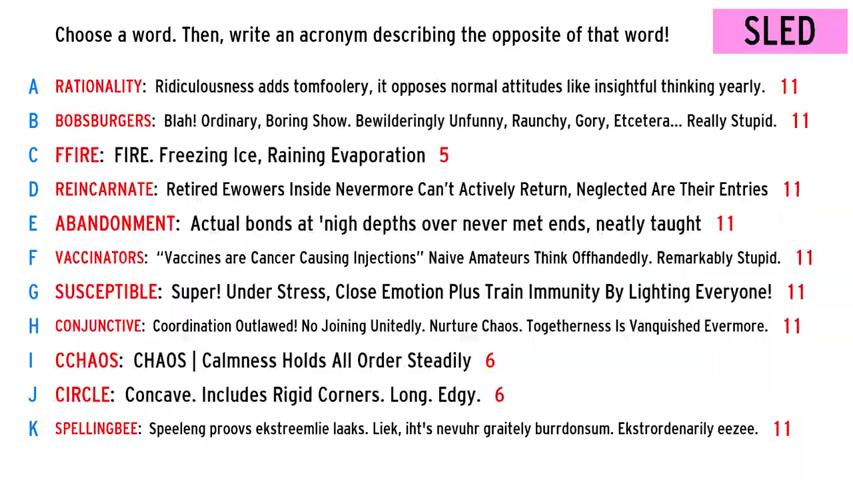 Choose a word. Then, write an acronym describing the opposite of that word!
SLED
A RATIONALITY: Ridiculousness adds tomfoolery, it opposes normal attitudes like insightful thinking yearly. 11
B BOBSBURGERS: Blah! Ordinary, Boring Show. Bewilderingly Unfunny, Raunchy, Gory, Etcetera... Really Stupid. 11
C FFIRE: FIRE. Freezing Ice, Raining Evaporation 5
D REINCARNATE: Retired Ewowers Inside Nevermore Can't Actively Return, Neglected Are Their Entries 11
E ABANDONMENT: Actual bonds at 'nigh depths over never met ends, neatly taught 11
F VACCINATORS: “Vaccines are Cancer Causing Injections” Naive Amateurs Think Offhandedly. Remarkably Stupid. 11
G SUSCEPTIBLE: Super! Under Stress, Close Emotion Plus Train Immunity By Lighting Everyone! 11
H CONJUNCTIVE: Coordination Outlawed! No Joining Unitedly. Nurture Chaos. Togetherness Is Vanquished Evermore. 11
I CCHAOS: CHAOS | Calmness Holds All Order Steadily 6
J CIRCLE: Concave. Includes Rigid Corners. Long. Edgy. 6
K SPELLINGBEE: Speeleng proovs ekstreemlie laaks. Liek, iht's nevuhr graitely burrdonsum. Ekstrordenarily eezee. 11